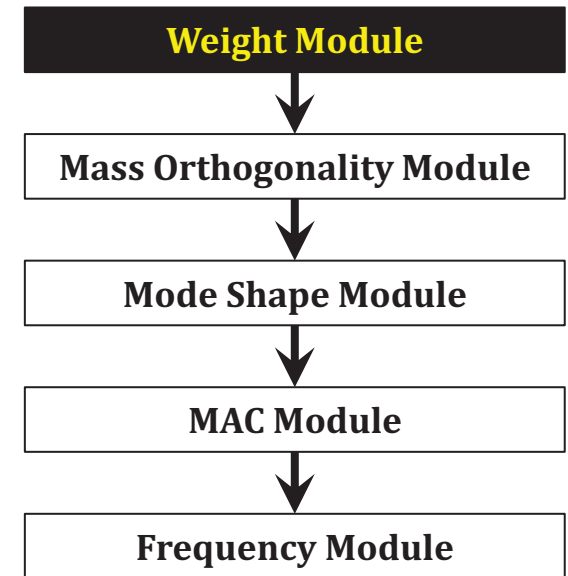 Weight Module
Mass Orthogonality Module
Mode Shape Module
MAC Module
Frequency Module